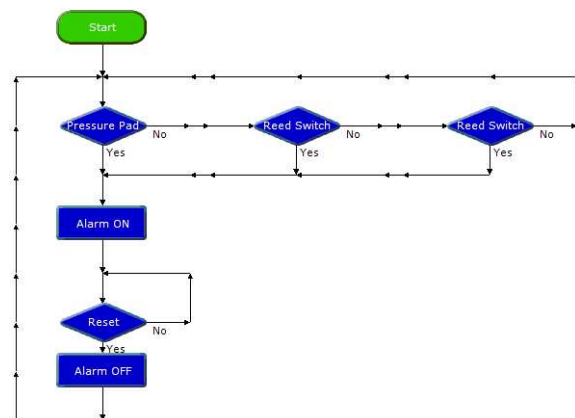 Start
Pressure Pad
No
Reed Switch
No
Reed Switch
No
Yes
Yes
Yes
Alarm ON
Reset
No
Yes
Alarm OFF